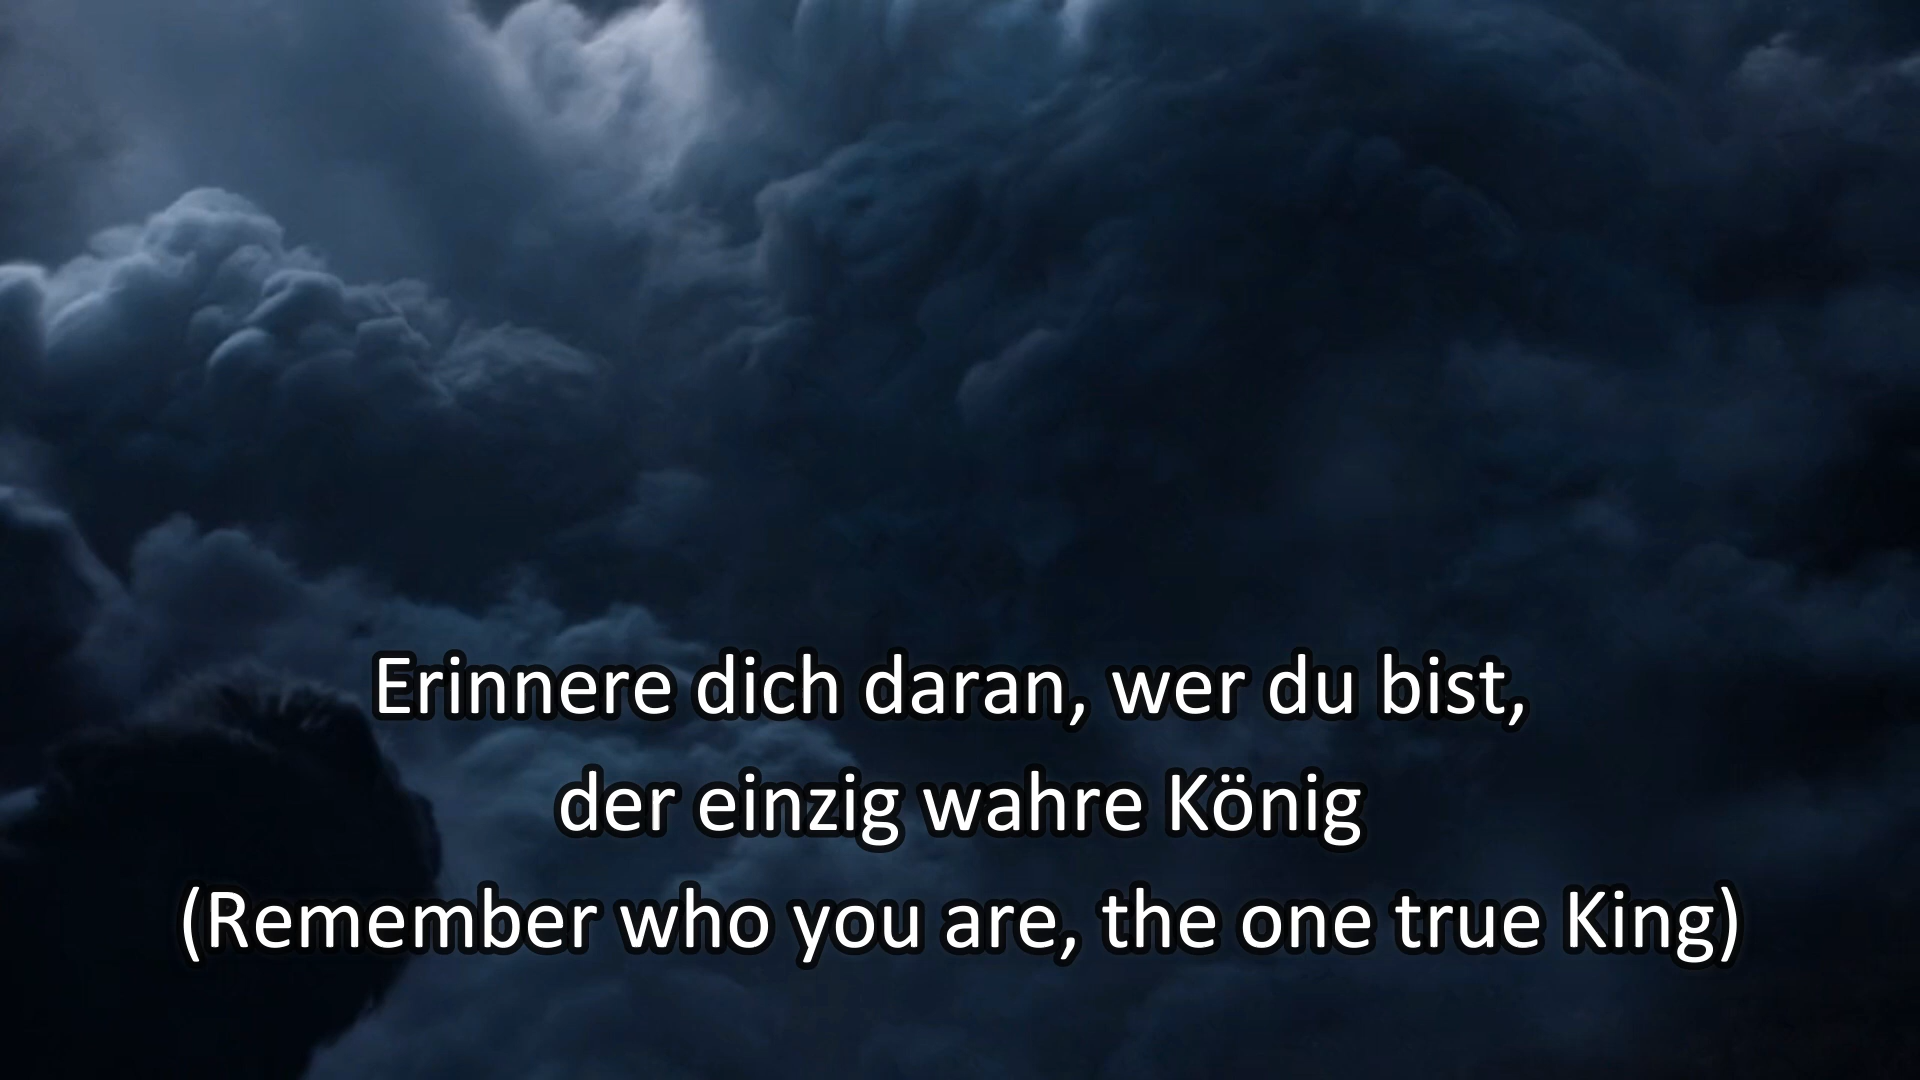 Erinnere dich daran, wer du bist,
der einzig wahre König
(Remember who you are, the one true King)